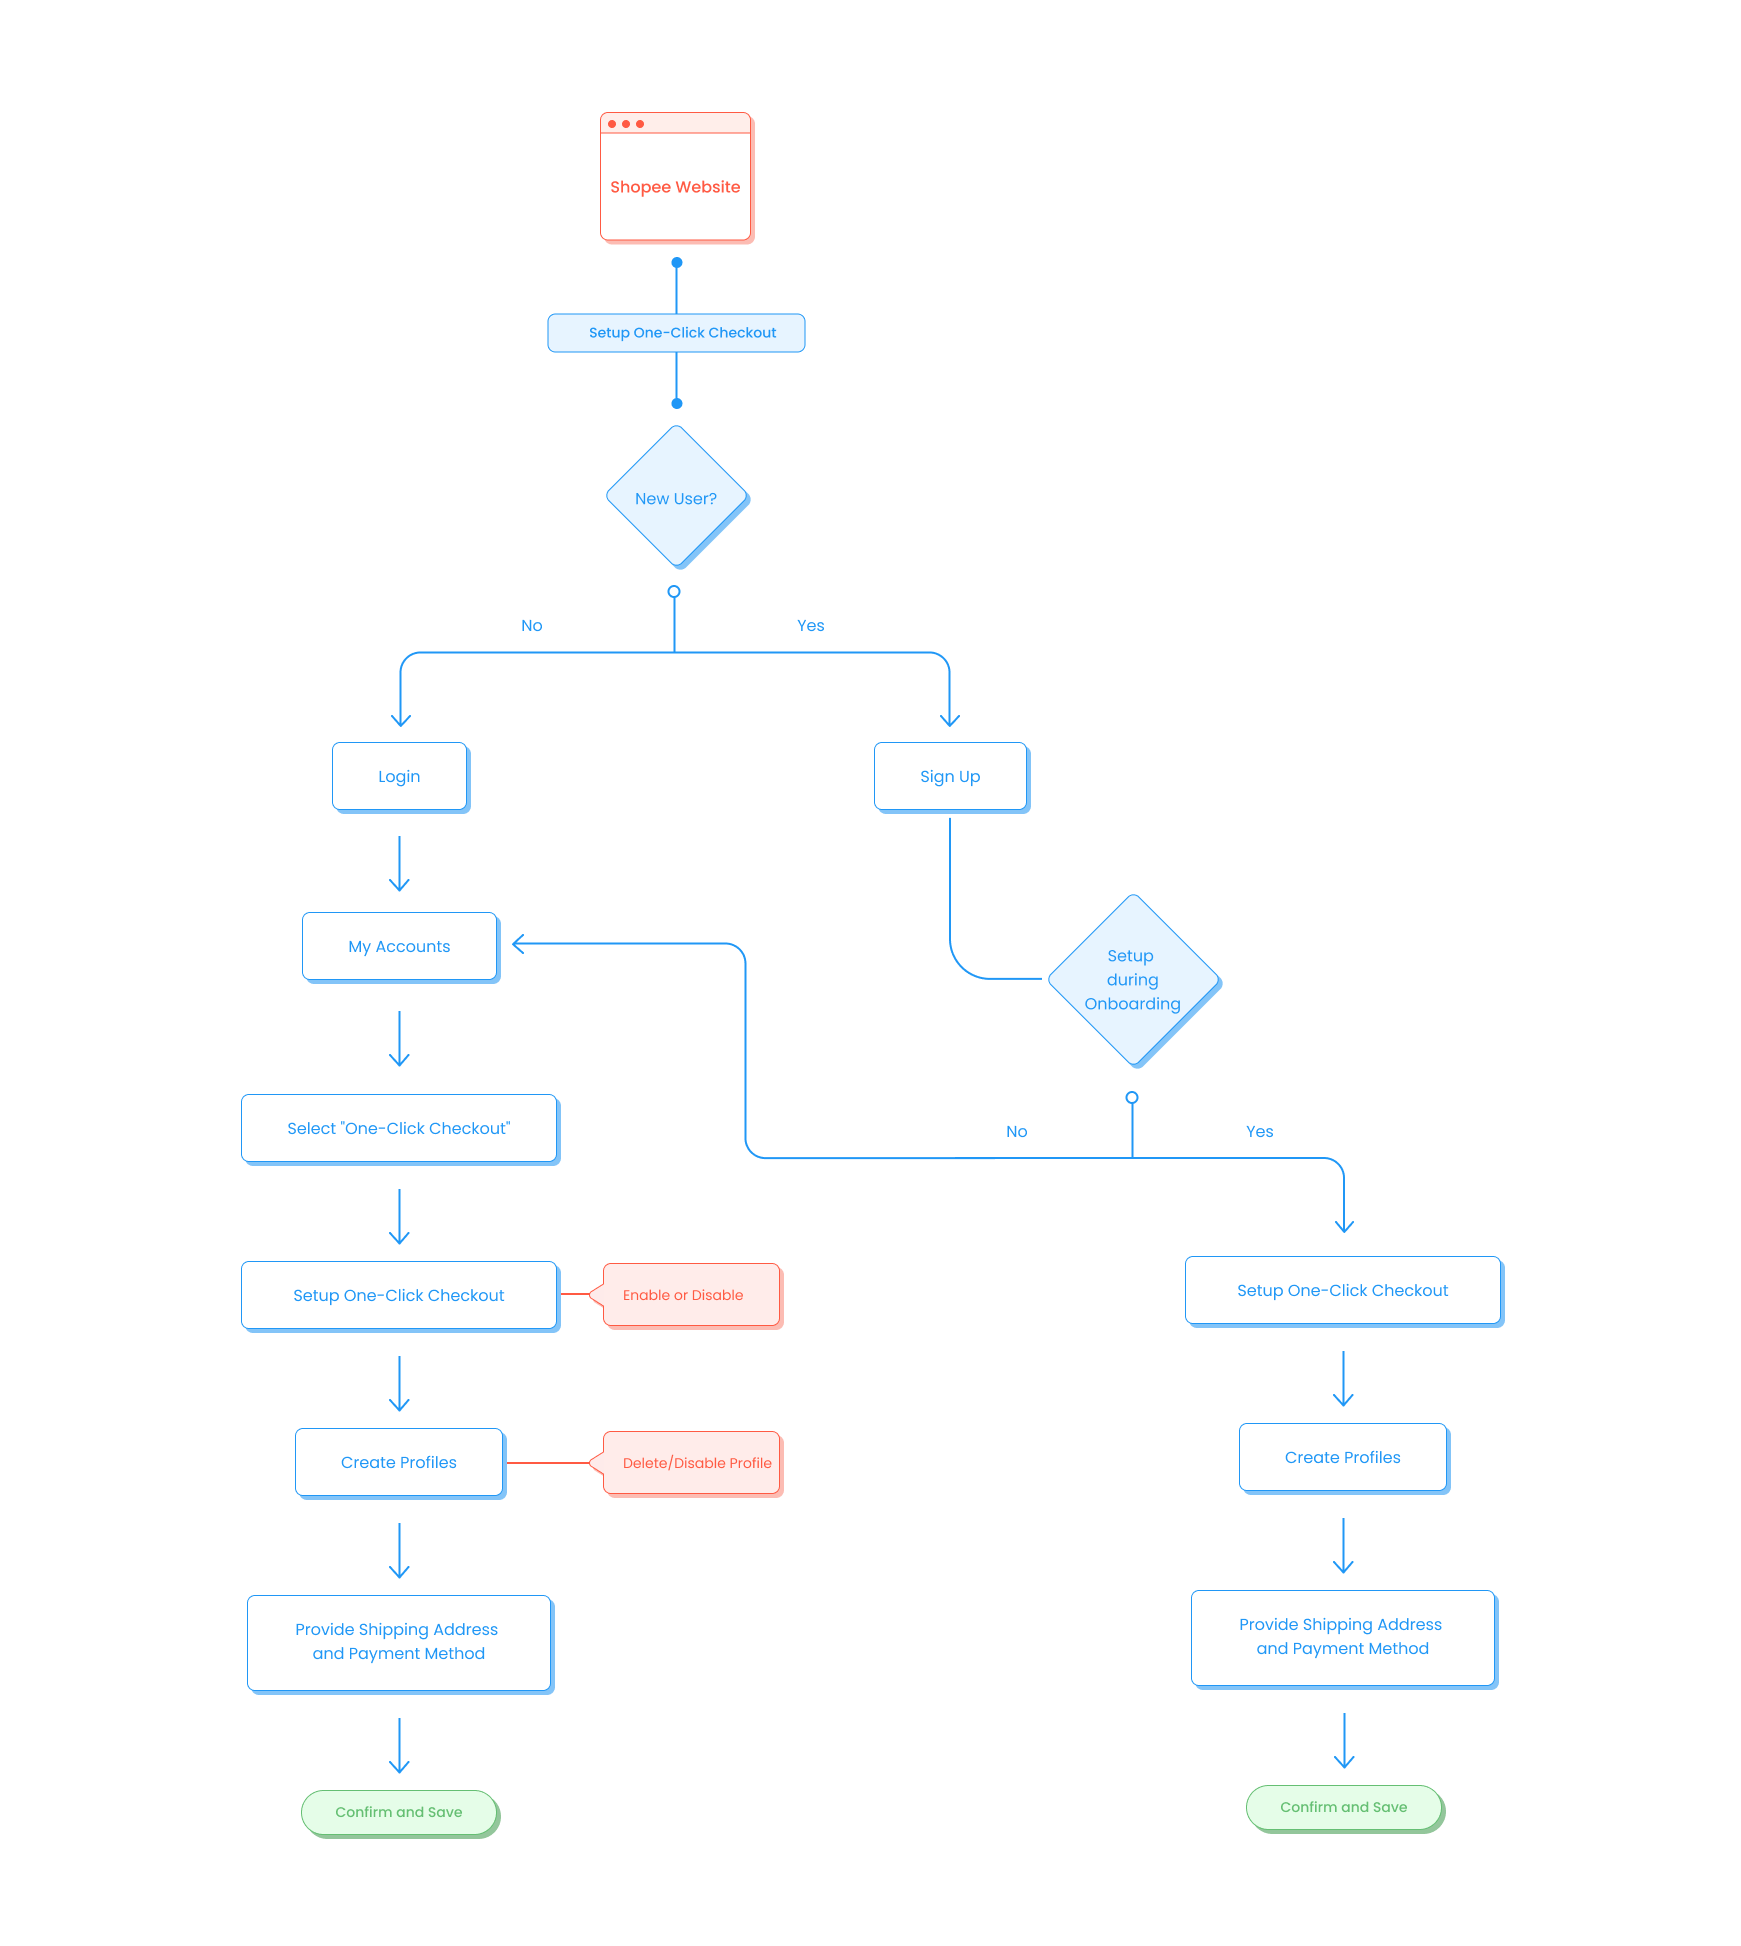 Shopee Website
Setup One-Click Checkout
New User?
No
Yes
Login
Sign Up
My Accounts
Setup
during
Onboarding
Select "One-Click Checkout"
No
Yes
Setup One-Click Checkout
Enable or Disable
Setup One-Click Checkout
Create Profiles
Delete/Disable Profile
Create Profiles
Provide Shipping Address
and Payment Method
Provide Shipping Address
and Payment Method
Confirm and Save
Confirm and Save